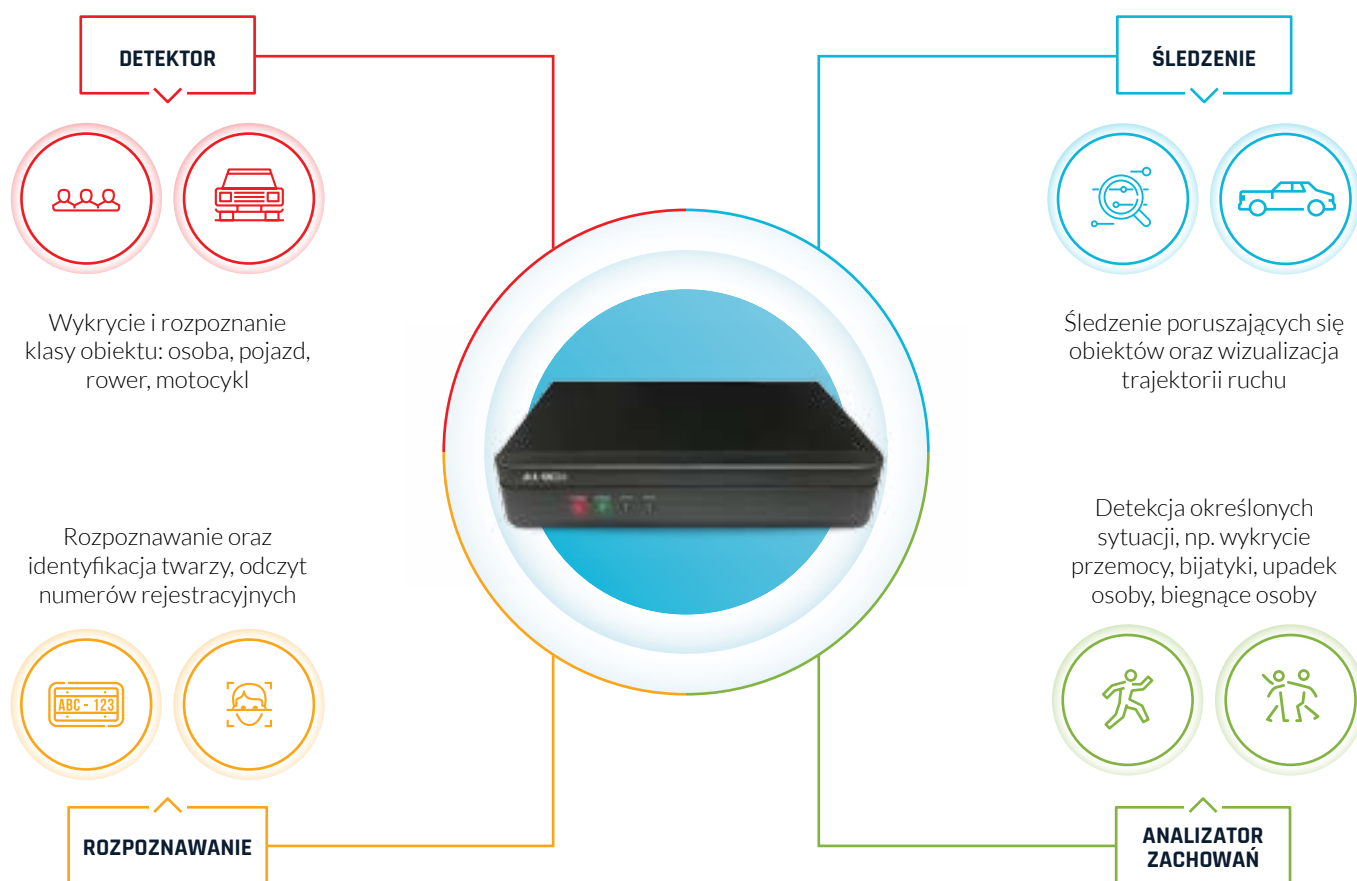 DETEKTOR
Wykrycie i rozpoznanie
klasy obiektu: osoba, pojazd,
rower, motocykl
ŚLEDZENIE
Śledzenie poruszających się
obiektów oraz wizualizacja
trajektorii ruchu
Rozpoznawanie oraz
identyfikacja twarzy, odczyt
numerów rejestracyjnych
ABC - 123
ROZPOZNAWANIE
Detekcja określonych
sytuacji, np. wykrycie
przemocy, bijatyki, upadek
osoby, biegnące osoby
ANALIZATOR
ZACHOWAŃ